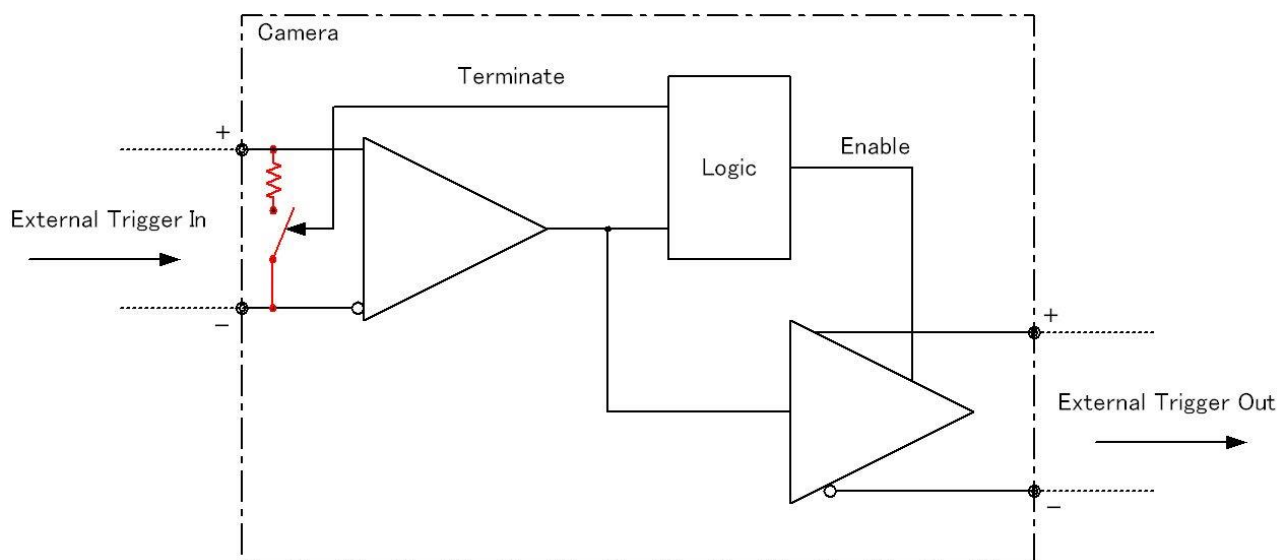 Camera
Terminate
+
Logic
Enable
External Trigger In
−
+
External Trigger Out
−